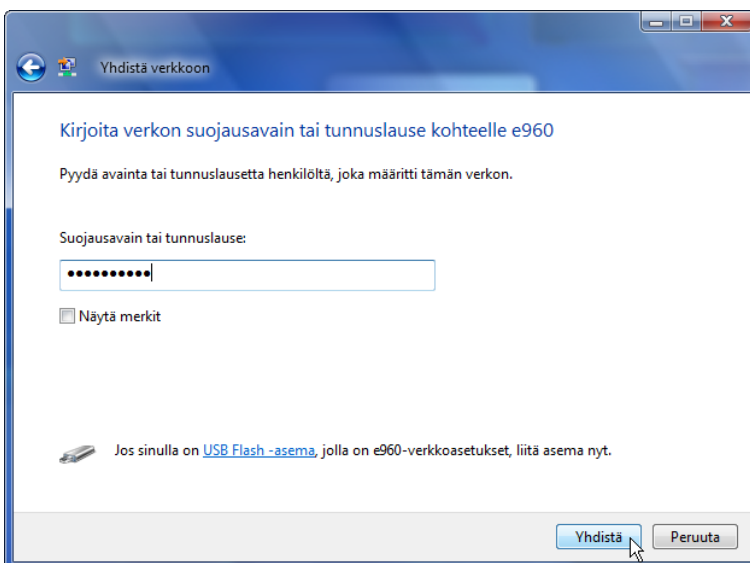 Yhdistä verkkoon
Kirjoita verkon suojausavain tai tunnuslause kohteelle e960
Pyydä avainta tai tunnuslausetta henkilöltä, joka määritti tämän verkon.
Suojausavain tai tunnuslause:
●●●●●●●●●●
Näytä merkit
Jos sinulla on USB Flash -asema, jolla on e960-verkkoasetukset, liitä asema nyt.
Yhdistä
Peruuta